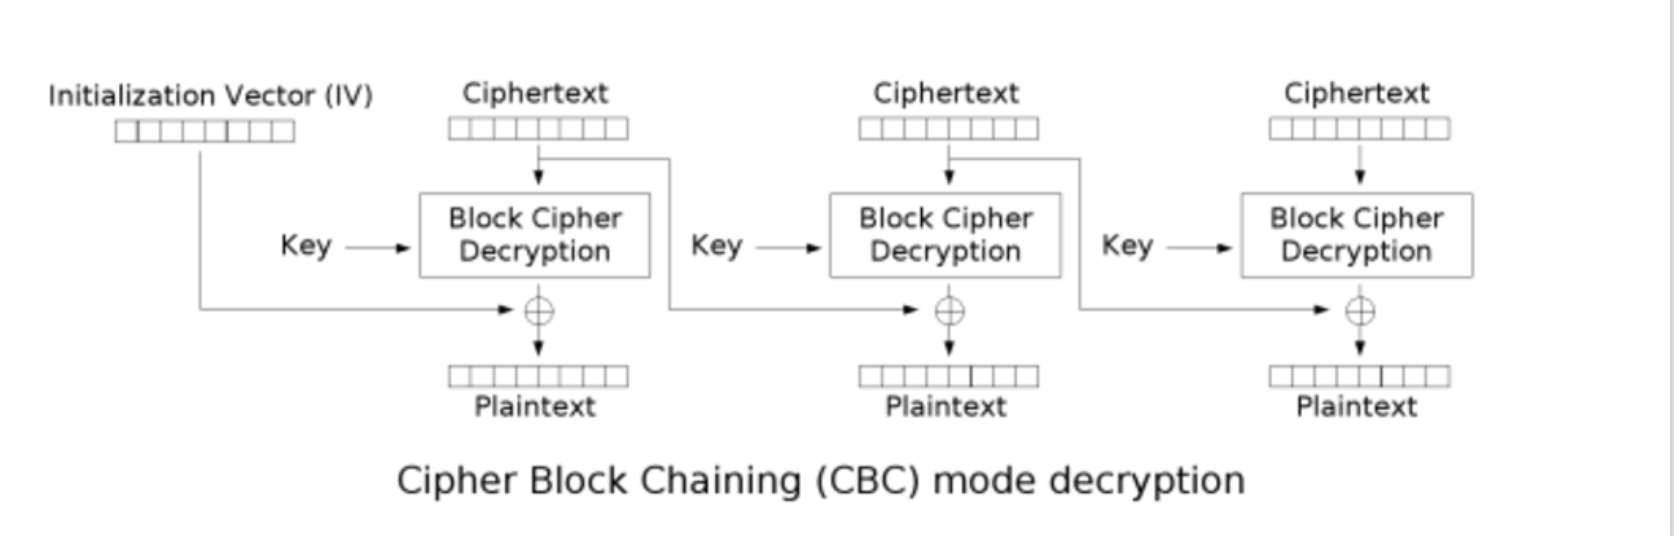 Initialization Vector (IV)
Ciphertext
Ciphertext
Ciphertext
Key
Block Cipher
Decryption
Key
Block Cipher
Decryption
Key
Block Cipher
Decryption
Plaintext
Plaintext
Plaintext
Cipher Block Chaining (CBC) mode decryption